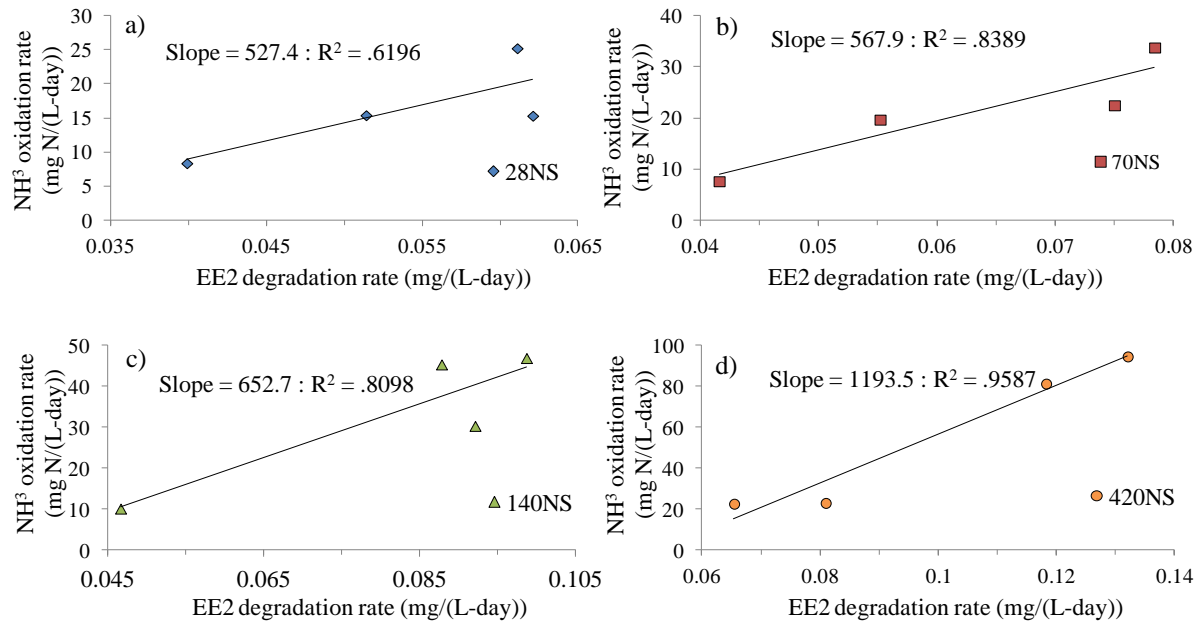 a)
Slope = 527.4 : R² = .6196
NH³ oxidation rate
(mg N/(L-day))
30
25
20
15
10
5
0
28NS
0.035
0.045
0.055
0.065
EE2 degradation rate (mg/(L-day))
b)
Slope = 567.9 : R² = .8389
NH³ oxidation rate
(mg N/(L-day))
40
30
20
10
0
70NS
0.04
0.05
0.06
0.07
0.08
EE2 degradation rate (mg/(L-day))
c)
Slope = 652.7 : R² = .8098
NH³ oxidation rate
(mg N/(L-day))
50
40
30
20
10
0
140NS
0.045
0.065
0.085
0.105
EE2 degradation rate (mg/(L-day))
d)
Slope = 1193.5 : R² = .9587
NH³ oxidation rate
(mg N/(L-day))
100
80
60
40
20
0
420NS
0.06
0.08
0.1
0.12
0.14
EE2 degradation rate (mg/(L-day))